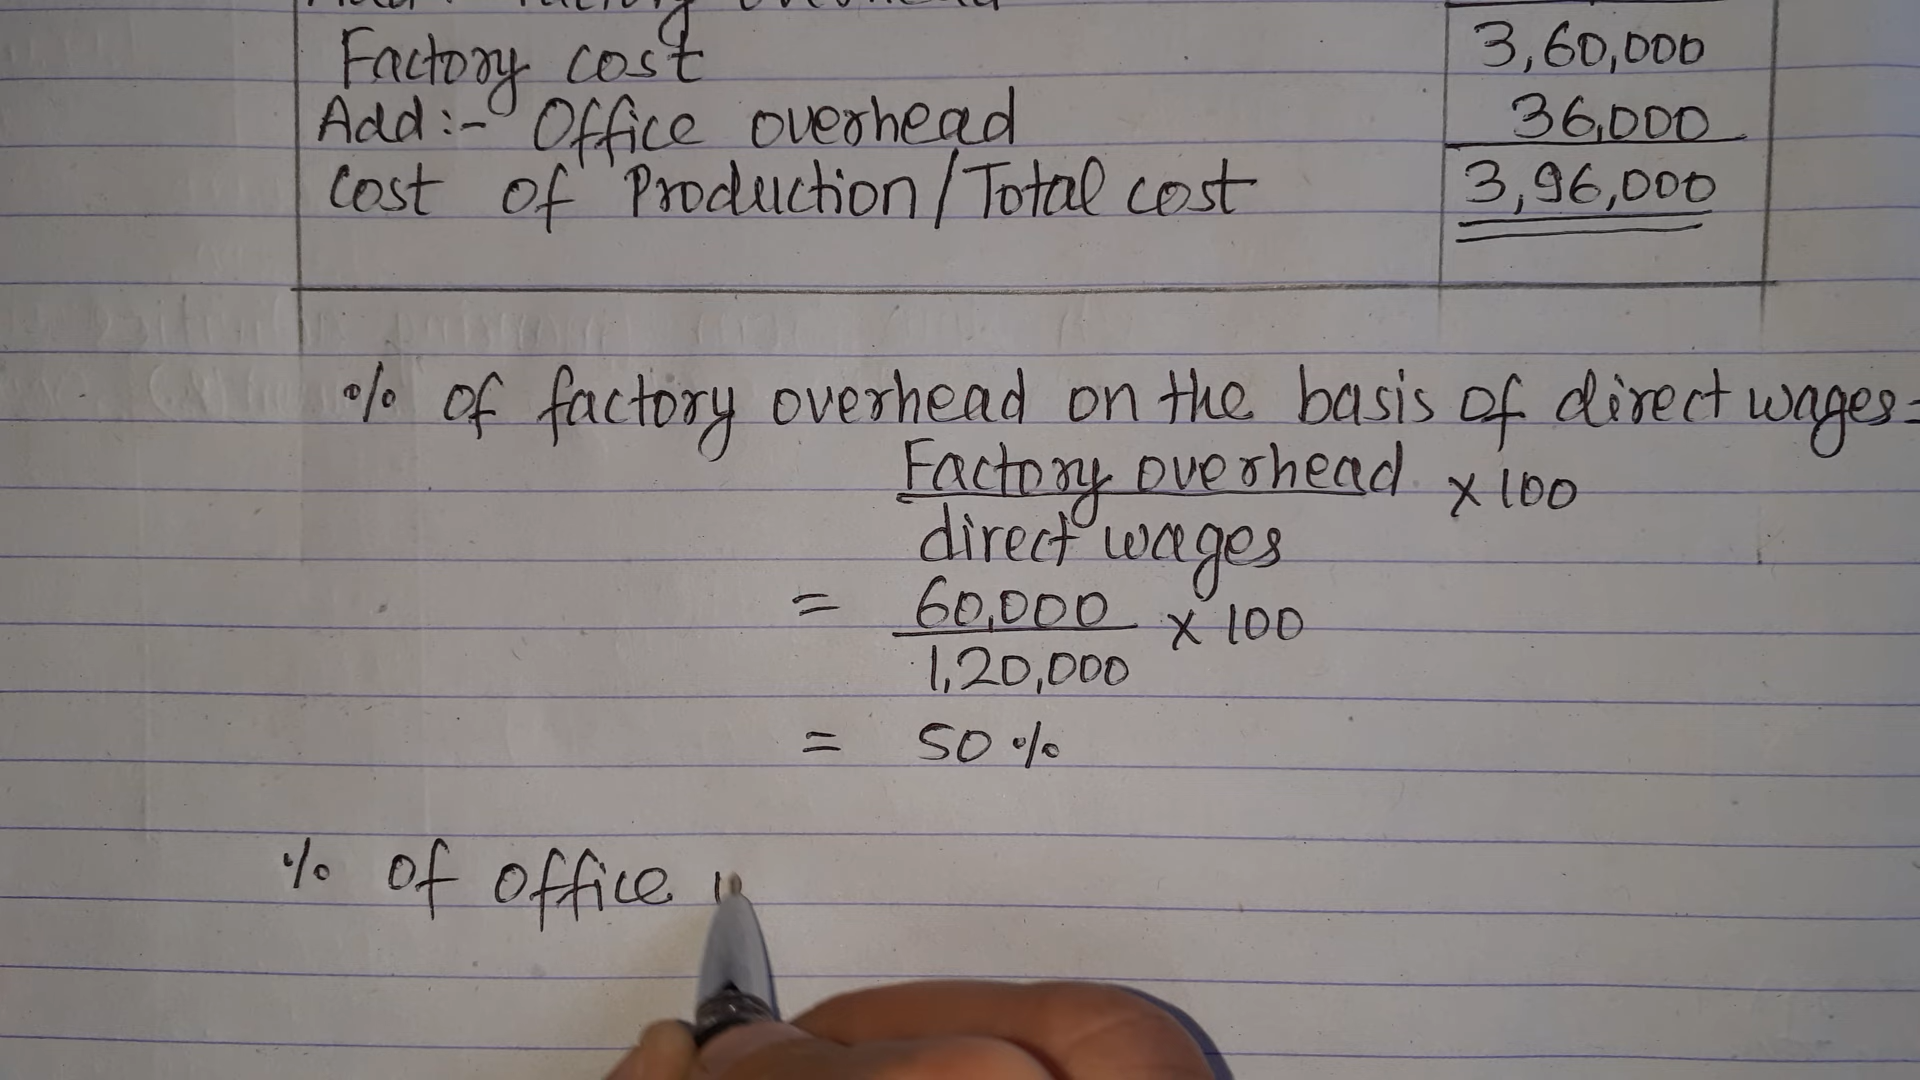 Factory cost 3,60,000
Add :- Office overhead 36,000
Cost of Production/Total cost 3,96,000
% of factory overhead on the basis of direct wages =
Factory overhead × 100
direct wages
= 60,000 × 100
1,20,000
= 50 %
% of office